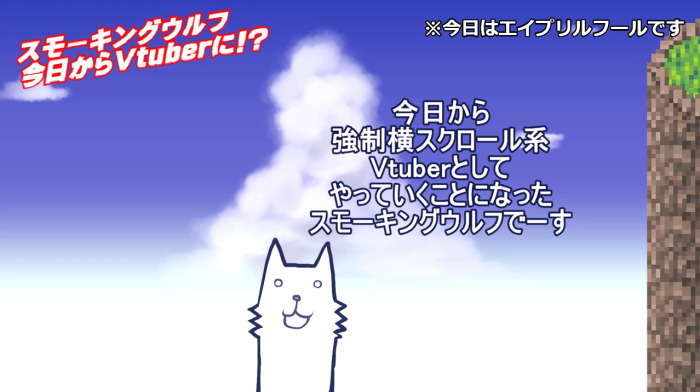 スモーキングウルフ
今日からVtuberに!?
※今日はエイプリルフールです
今日から
強制横スクロール系
Vtuberとして
やっていくことになった
スモーキングウルフでーす